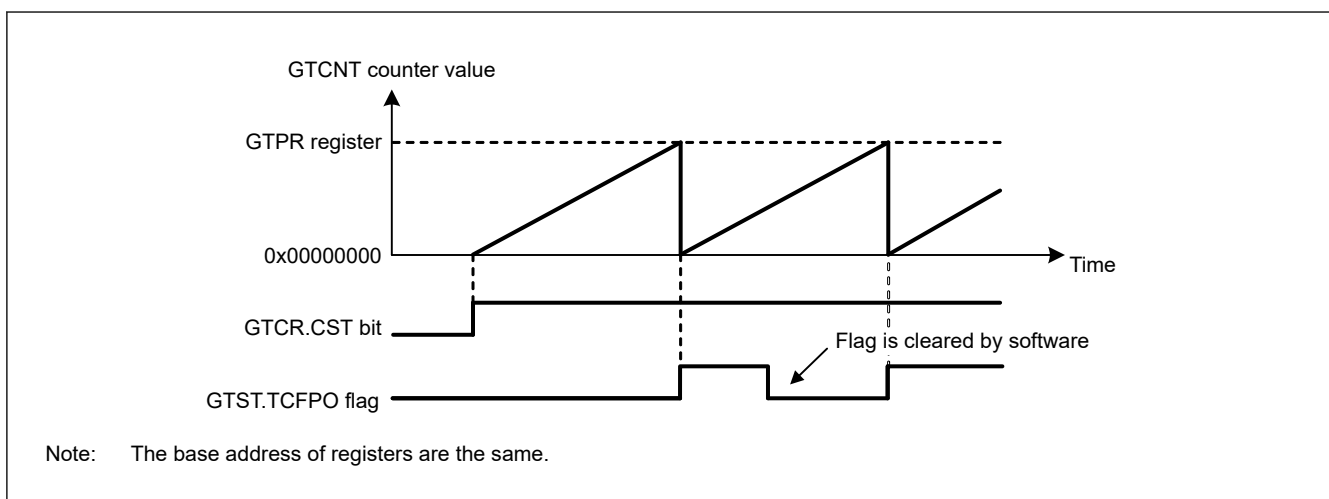 GTCNT counter value
GTPR register
0x00000000
Time
GTCR.CST bit
Flag is cleared by software
GTST.TCFPO flag
Note: The base address of registers are the same.